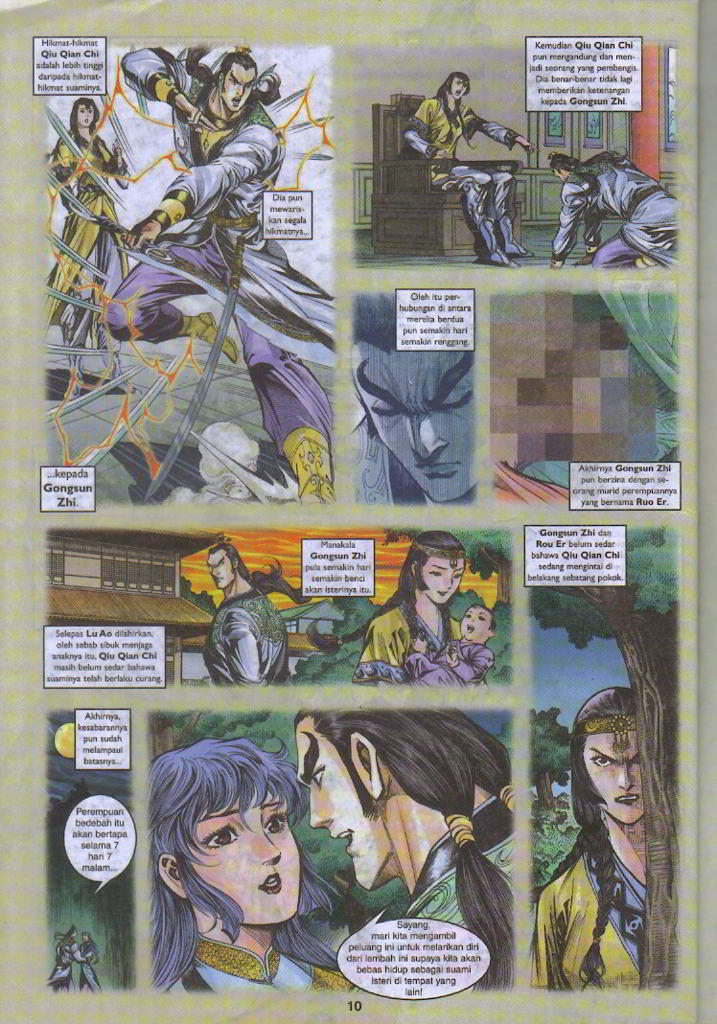 Hikmat-hikmat
Qiu Qian Chi
adalah lebih tinggi
daripada hikmat-
hikmat suaminya.
Dia pun
mewaris-
kan segala
hikmatnya...
...kepada
Gongsun
Zhi.
Kemudian Qiu Qian Chi
pun mengandung dan men-
jadi seorang yang pembengis.
Dia benar-benar tidak lagi
memberikan ketenangan
kepada Gongsun Zhi.
Oleh itu per-
hubungan di antara
mereka berdua
pun semakin hari
semakin renggang.
Akhirnya Gongsun Zhi
pun berzina dengan se-
orang murid perempuannya
yang bernama Ruo Er.
Selepas Lu Ao dilahirkan,
oleh sebab sibuk menjaga
anaknya itu, Qiu Qian Chi
masih belum sedar bahawa
suaminya telah berlaku curang.
Manakala
Gongsun Zhi
pula semakin hari
semakin benci
akan isterinya itu.
Gongsun Zhi dan
Rou Er belum sedar
bahawa Qiu Qian Chi
sedang mengintai di
belakang sebatang pokok.
Akhirnya,
kesabarannya
pun sudah
melampaui
batasnya...
Perempuan
bedebah itu
akan bertapa
selama 7
hari 7
malam...
Sayang,
mari kita mengambil
peluang ini untuk melarikan diri
dari lembah ini supaya kita akan
bebas hidup sebagai suami
isteri di tempat yang
lain!
10